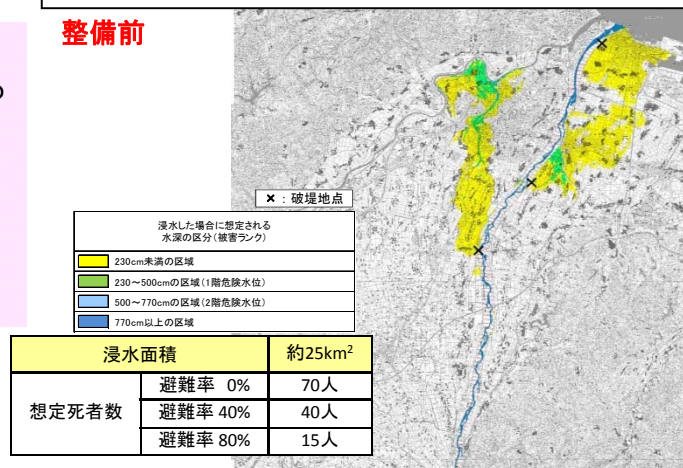 整備前
の
×：破堤地点
浸水した場合に想定される
水深の区分(被害ランク)
230cm未満の区域
230～500cmの区域(1階危険水位)
500～770cmの区域(2階危険水位)
770cm以上の区域
浸水面積 約25km²
想定死者数
避難率 0% 70人
避難率 40% 40人
避難率 80% 15人